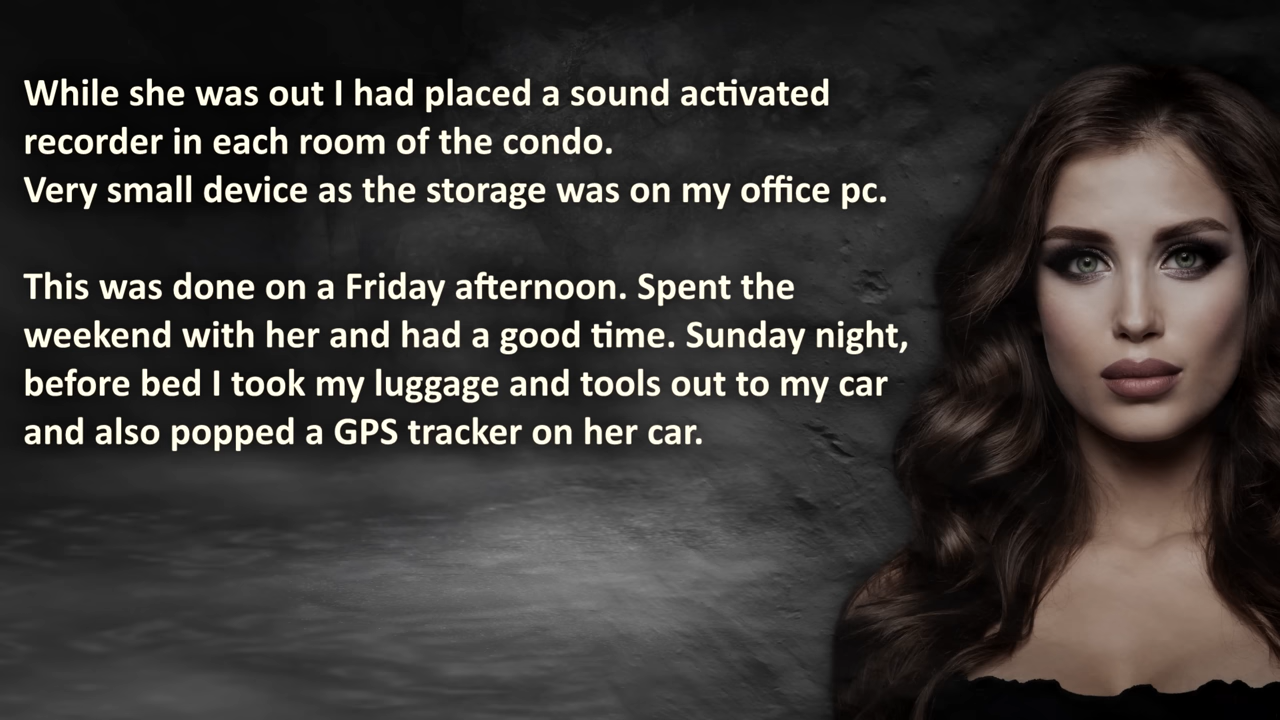 While she was out I had placed a sound activated
recorder in each room of the condo.
Very small device as the storage was on my office pc.
This was done on a Friday afternoon. Spent the
weekend with her and had a good time. Sunday night,
before bed I took my luggage and tools out to my car
and also popped a GPS tracker on her car.